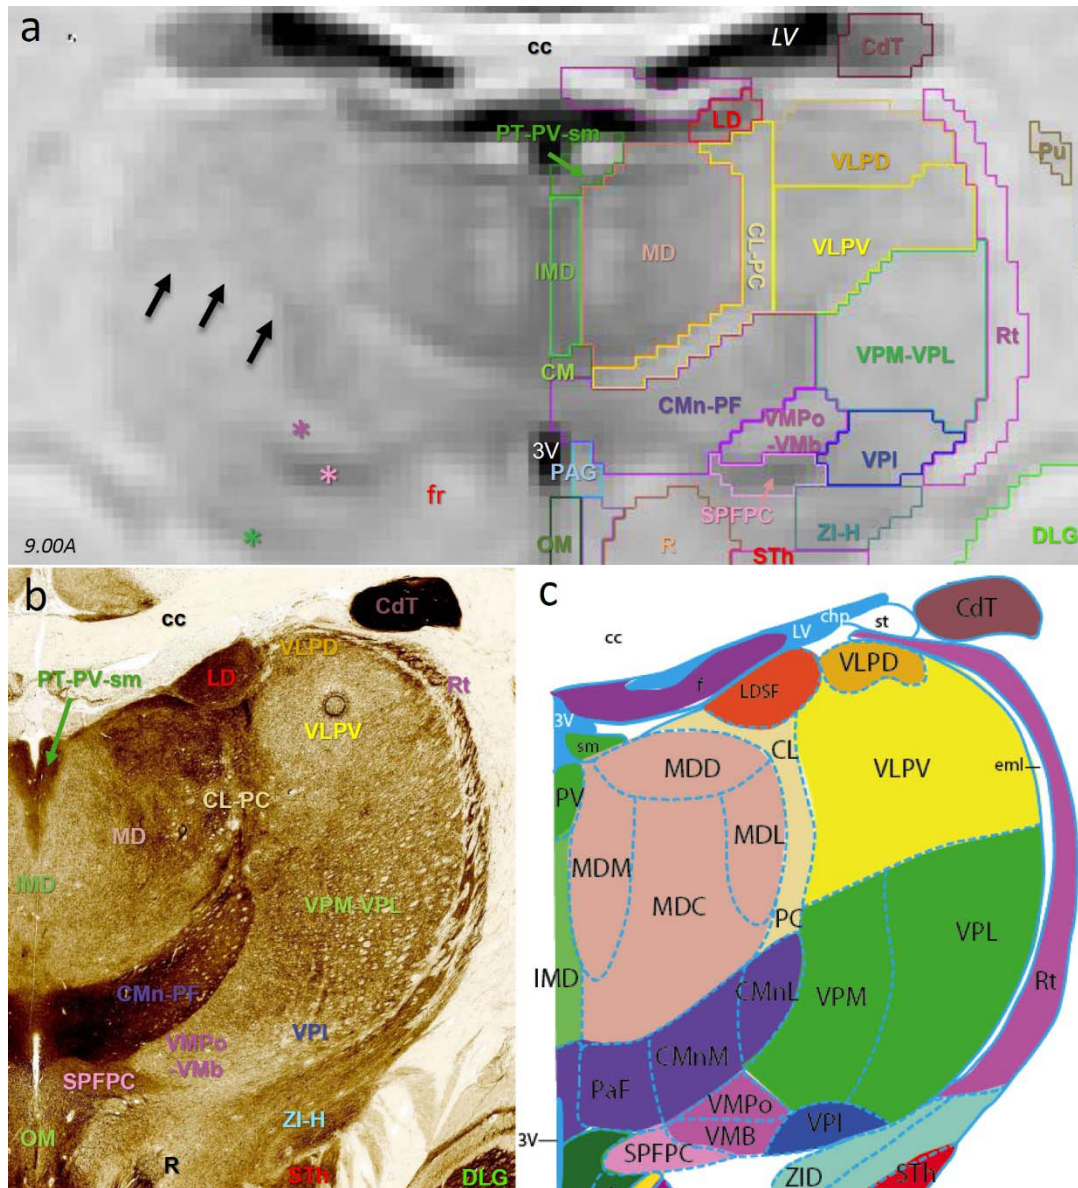 a
r,
cc
LV
CdT
LD
PT-PV-sm
VLPD
Pu
CL-PC
IMD
MD
VLPV
Rt
VPM-VPL
CM
CMn-PF
VMPo
-VMb
*
3V
*
PAG
VPI
fr
SPFPC
*
9.00A
OM
R
STh
ZI-H
DLG
b
cc
CdT
PT-PV-sm
LD
VLPD
Rt
VLPV
CL-PC
MD
IMD
VPM-VPL
CMn-PF
VPI
VMPo
-VMb
SPFPC
ZI-H
OM
R
STh
DLG
c
cc
LV
chp
st
CdT
f
LDSF
VLPD
3V
sm
CL
MDD
VLPV
eml
PV
MDL
MDM
MDC
PC
VPL
IMD
CMnL
VPM
Rt
CMnM
PaF
VMPo
VPI
3V
VMB
SPFPC
ZID
STh